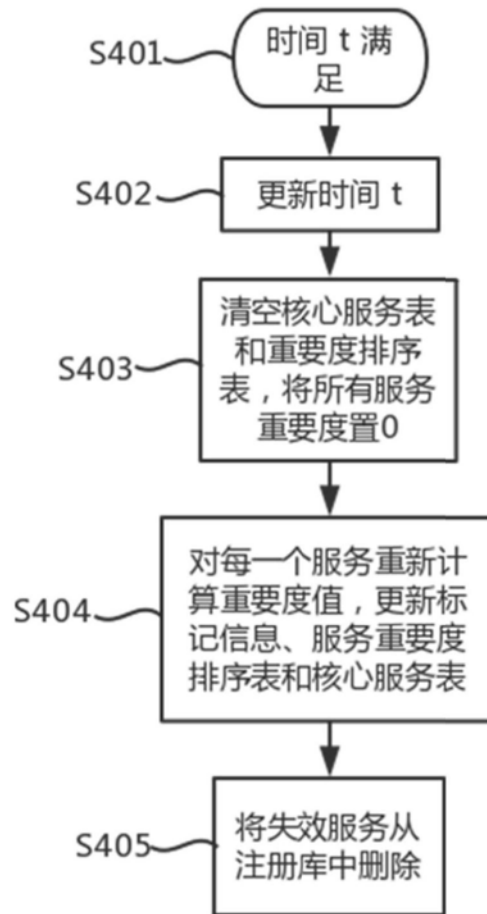 S401
时间 t 满
足
S402
更新时间 t
S403
清空核心服务表
和重要度排序
表，将所有服务
重要度置0
S404
对每一个服务重新计
算重要度值，更新标
记信息、服务重要度
排序表和核心服务表
S405
将失效服务从
注册库中删除